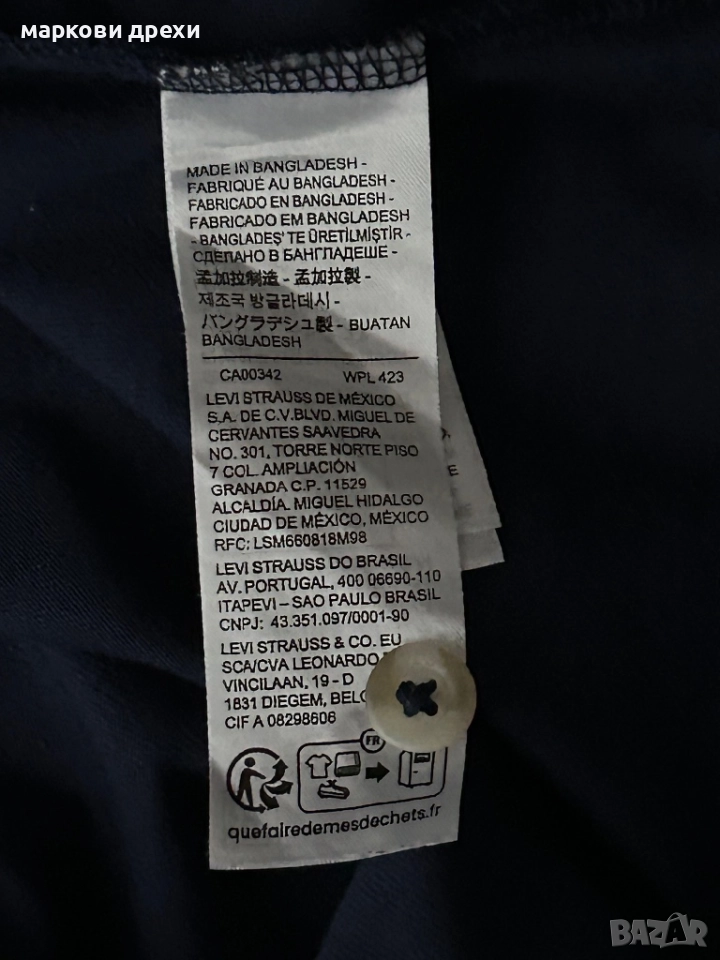 маркови дрехи
MADE IN BANGLADESH -
FABRIQUÉ AU BANGLADESH -
FABRICADO EN BANGLADESH -
FABRICADO EM BANGLADESH
- BANGLADEŞ'TE ÜRETİLMİŞTİR -
СДЕЛАНО В БАНГЛАДЕШЕ -
孟加拉制造 - 孟加拉製 -
제조국 방글라데시 -
バングラデシュ製 - BUATAN
BANGLADESH
CA00342 WPL 423
LEVI STRAUSS DE MÉXICO
S.A. DE C.V.BLVD. MIGUEL DE
CERVANTES SAAVEDRA
NO. 301, TORRE NORTE PISO
7 COL. AMPLIACIÓN
GRANADA C.P. 11529
ALCALDÍA. MIGUEL HIDALGO
CIUDAD DE MÉXICO, MÉXICO
RFC: LSM660818M98
LEVI STRAUSS DO BRASIL
AV. PORTUGAL, 400 06690-110
ITAPEVI – SAO PAULO BRASIL
CNPJ: 43.351.097/0001-90
LEVI STRAUSS & CO. EU
SCA/CVA LEONARDO
VINCILAAN, 19 - D
1831 DIEGEM,
CIF A 08298606
FR
quefairedemesdechets.fr
BAZAR